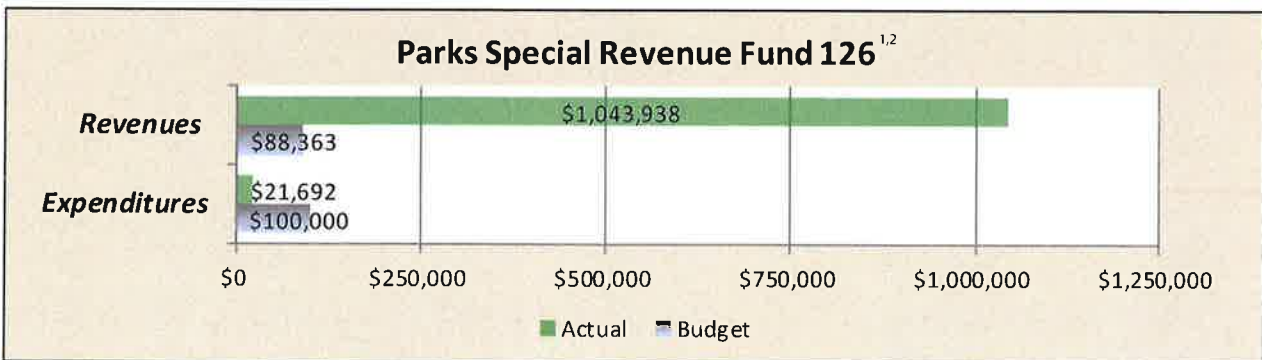 Parks Special Revenue Fund 126 1,2
Revenues
$1,043,938
$88,363
Expenditures
$21,692
$100,000
$0 $250,000 $500,000 $750,000 $1,000,000 $1,250,000
Actual Budget